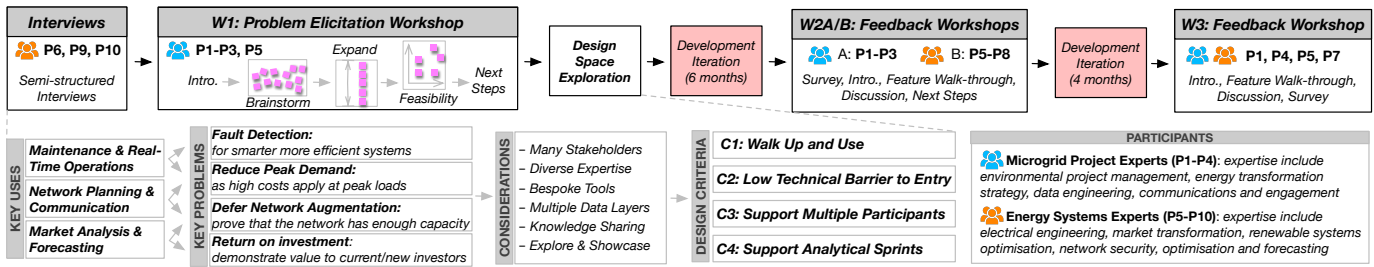 Interviews
P6, P9, P10
Semi-structured
Interviews
W1: Problem Elicitation Workshop
P1-P3, P5
Intro.
Brainstorm
Expand
Feasibility
Next
Steps
Design
Space
Exploration
Development
Iteration
(6 months)
W2A/B: Feedback Workshops
A: P1-P3
B: P5-P8
Survey, Intro., Feature Walk-through,
Discussion, Next Steps
Development
Iteration
(4 months)
W3: Feedback Workshop
P1, P4, P5, P7
Intro., Feature Walk-through,
Discussion, Survey
KEY USES
Maintenance & Real-
Time Operations
Network Planning &
Communication
Market Analysis &
Forecasting
KEY PROBLEMS
Fault Detection:
for smarter more efficient systems
Reduce Peak Demand:
as high costs apply at peak loads
Defer Network Augmentation:
prove that the network has enough capacity
Return on investment:
demonstrate value to current/new investors
CONSIDERATIONS
– Many Stakeholders
– Diverse Expertise
– Bespoke Tools
– Multiple Data Layers
– Knowledge Sharing
– Explore & Showcase
DESIGN CRITERIA
C1: Walk Up and Use
C2: Low Technical Barrier to Entry
C3: Support Multiple Participants
C4: Support Analytical Sprints
PARTICIPANTS
Microgrid Project Experts (P1-P4): expertise include
environmental project management, energy transformation
strategy, data engineering, communications and engagement
Energy Systems Experts (P5-P10): expertise include
electrical engineering, market transformation, renewable systems
optimisation, network security, optimisation and forecasting